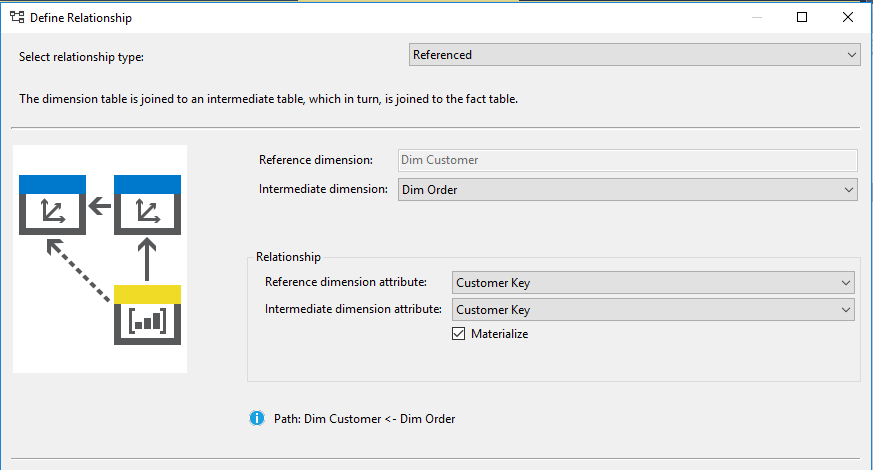 Define Relationship
Select relationship type:
Referenced
The dimension table is joined to an intermediate table, which in turn, is joined to the fact table.
Reference dimension:
Dim Customer
Intermediate dimension:
Dim Order
Relationship
Reference dimension attribute:
Customer Key
Intermediate dimension attribute:
Customer Key
Materialize
Path: Dim Customer <- Dim Order